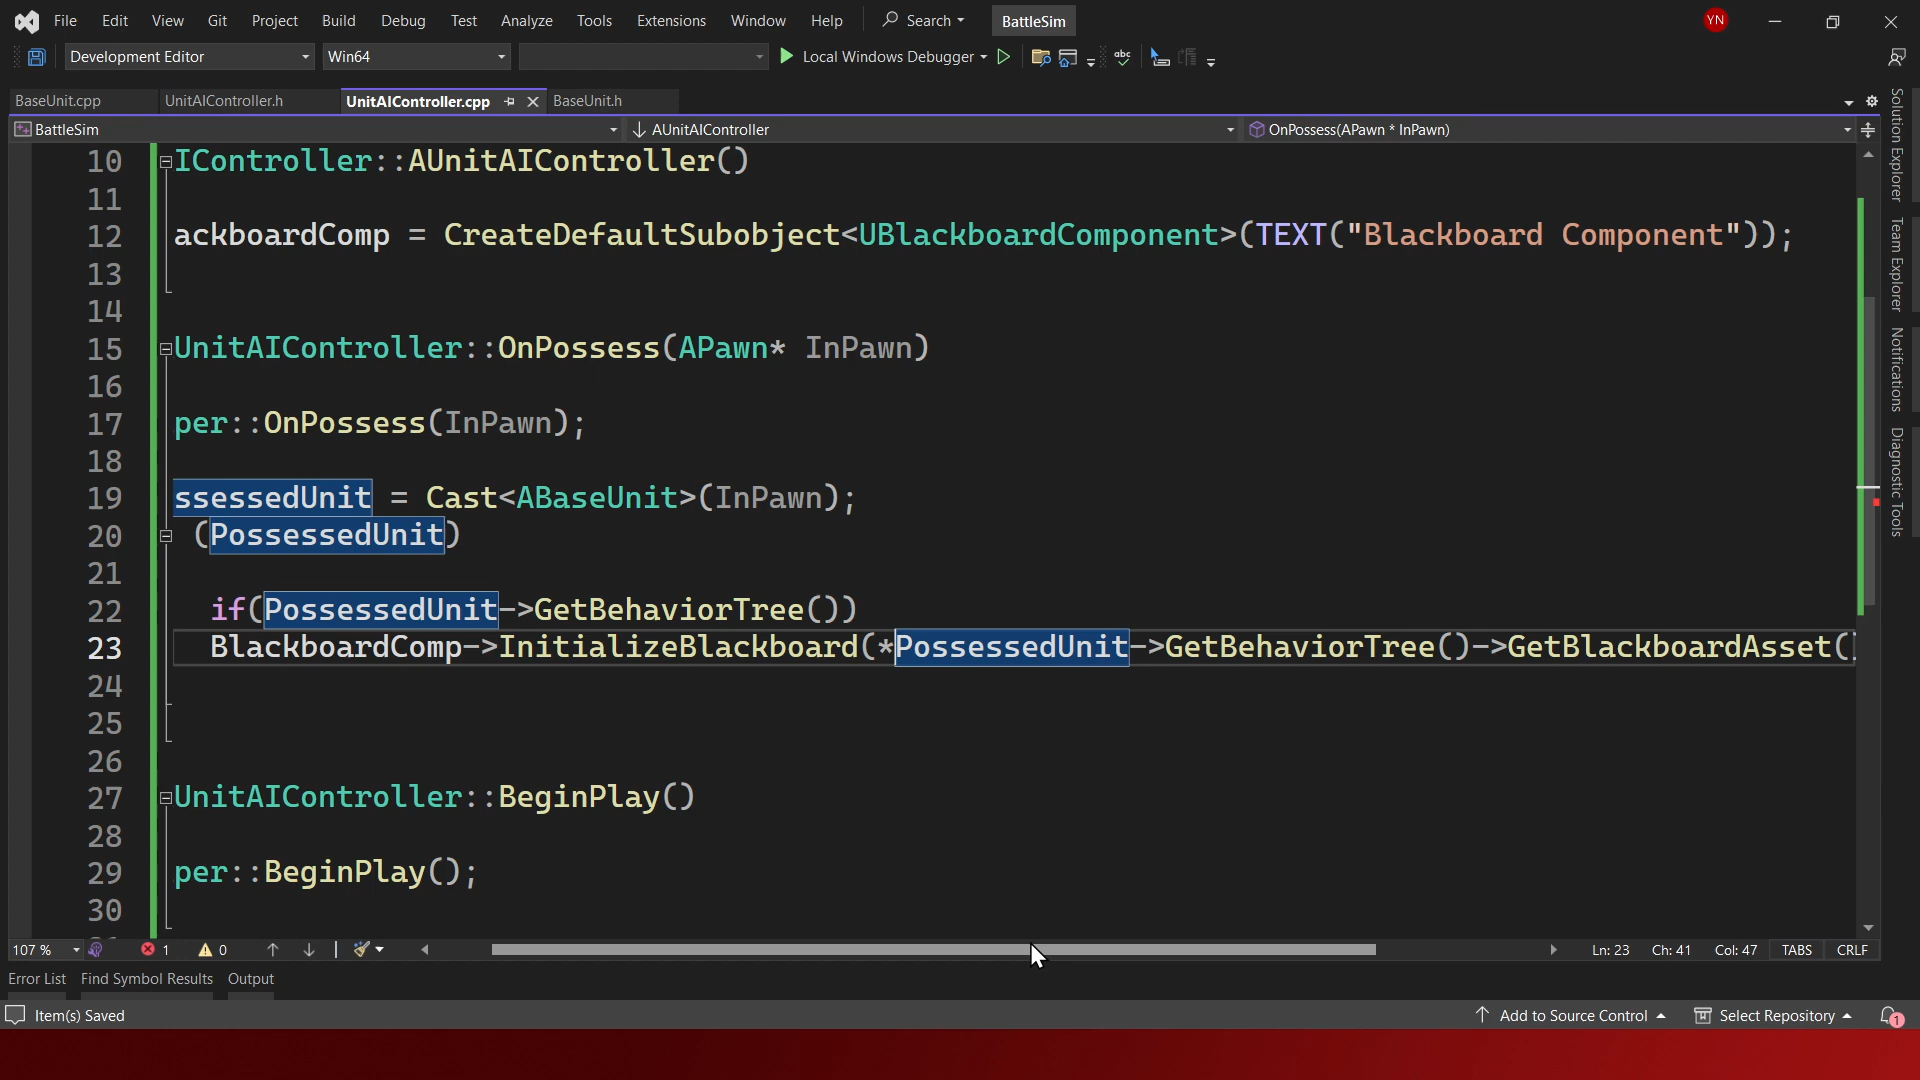 File Edit View Git Project Build Debug Test Analyze Tools Extensions Window Help Search BattleSim YN
Development Editor Win64 Local Windows Debugger abc
BaseUnit.cpp UnitAIController.h UnitAIController.cpp BaseUnit.h
BattleSim AUnitAIController OnPossess(APawn * InPawn)
10 IController::AUnitAIController()
11
12 ackboardComp = CreateDefaultSubobject<UBlackboardComponent>(TEXT("Blackboard Component"));
13
14
15 UnitAIController::OnPossess(APawn* InPawn)
16
17 per::OnPossess(InPawn);
18
19 ssessedUnit = Cast<ABaseUnit>(InPawn);
20 (PossessedUnit)
21
22 if(PossessedUnit->GetBehaviorTree())
23 BlackboardComp->InitializeBlackboard(*PossessedUnit->GetBehaviorTree()->GetBlackboardAsset()
24
25
26
27 UnitAIController::BeginPlay()
28
29 per::BeginPlay();
30
Solution Explorer
Team Explorer
Notifications
Diagnostic Tools
107 % 1 0 Ln: 23 Ch: 41 Col: 47 TABS CRLF
Error List Find Symbol Results Output
Item(s) Saved Add to Source Control Select Repository 1